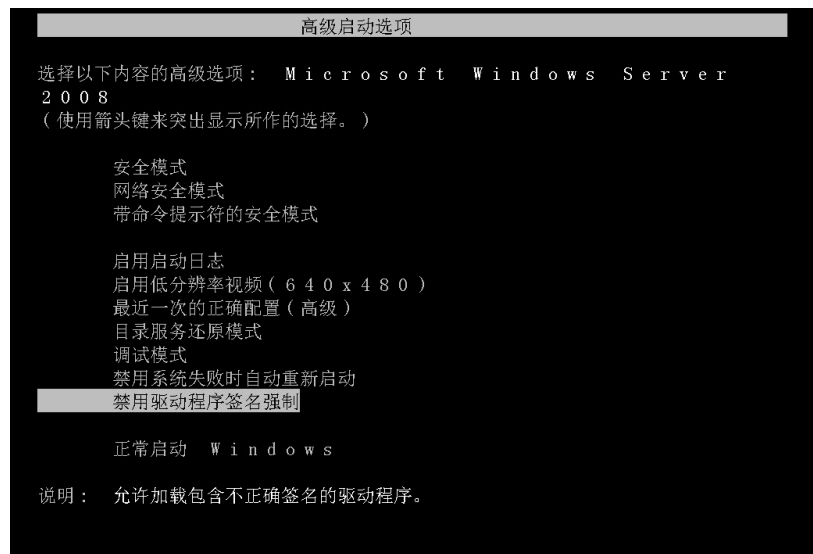 高级启动选项
选择以下内容的高级选项： Microsoft Windows Server
2008
（使用箭头键来突出显示所作的选择。）
安全模式
网络安全模式
带命令提示符的安全模式
启用启动日志
启用低分辨率视频(640x480)
最近一次的正确配置(高级)
目录服务还原模式
调试模式
禁用系统失败时自动重新启动
禁用驱动程序签名强制
正常启动 Windows
说明： 允许加载包含不正确签名的驱动程序。